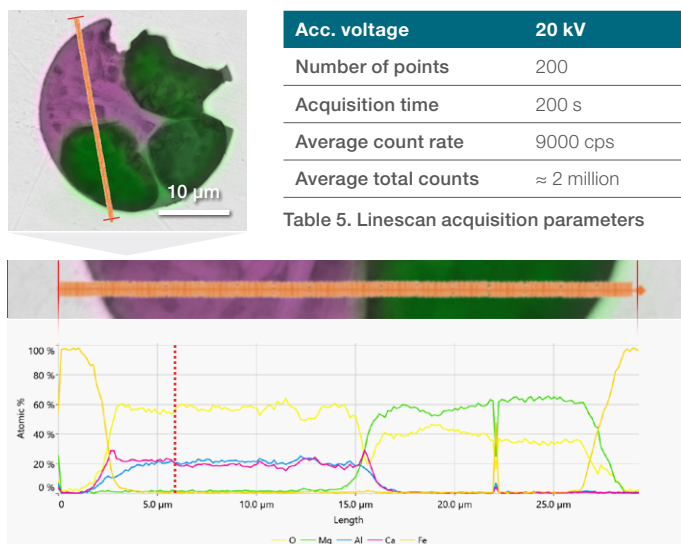 10 µm
Acc. voltage 20 kV
Number of points 200
Acquisition time 200 s
Average count rate 9000 cps
Average total counts ≈ 2 million
Table 5. Linescan acquisition parameters
100 %
80 %
60 %
40 %
20 %
0 %
Atomic %
0 5.0 µm 10.0 µm 15.0 µm 20.0 µm 25.0 µm
Length
O Mg Al Ca Fe